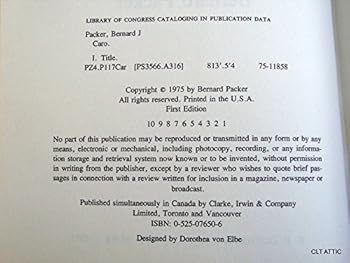 LIBRARY OF CONGRESS CATALOGING IN PUBLICATION DATA
Packer, Bernard J
Caro.
I. Title.
PZ4.P117Car [PS3566.A316] 813'.5'4 75-11858
Copyright © 1975 by Bernard Packer
All rights reserved. Printed in the U.S.A.
First Edition
10 9 8 7 6 5 4 3 2 1
No part of this publication may be reproduced or transmitted in any form or by any
means, electronic or mechanical, including photocopy, recording, or any infor-
mation storage and retrieval system now known or to be invented, without permission
in writing from the publisher, except by a reviewer who wishes to quote brief pas-
sages in connection with a review written for inclusion in a magazine, newspaper or
broadcast.
Published simultaneously in Canada by Clarke, Irwin & Company
Limited, Toronto and Vancouver
ISBN: 0-525-07650-6
Designed by Dorothea von Elbe
CLT ATTIC